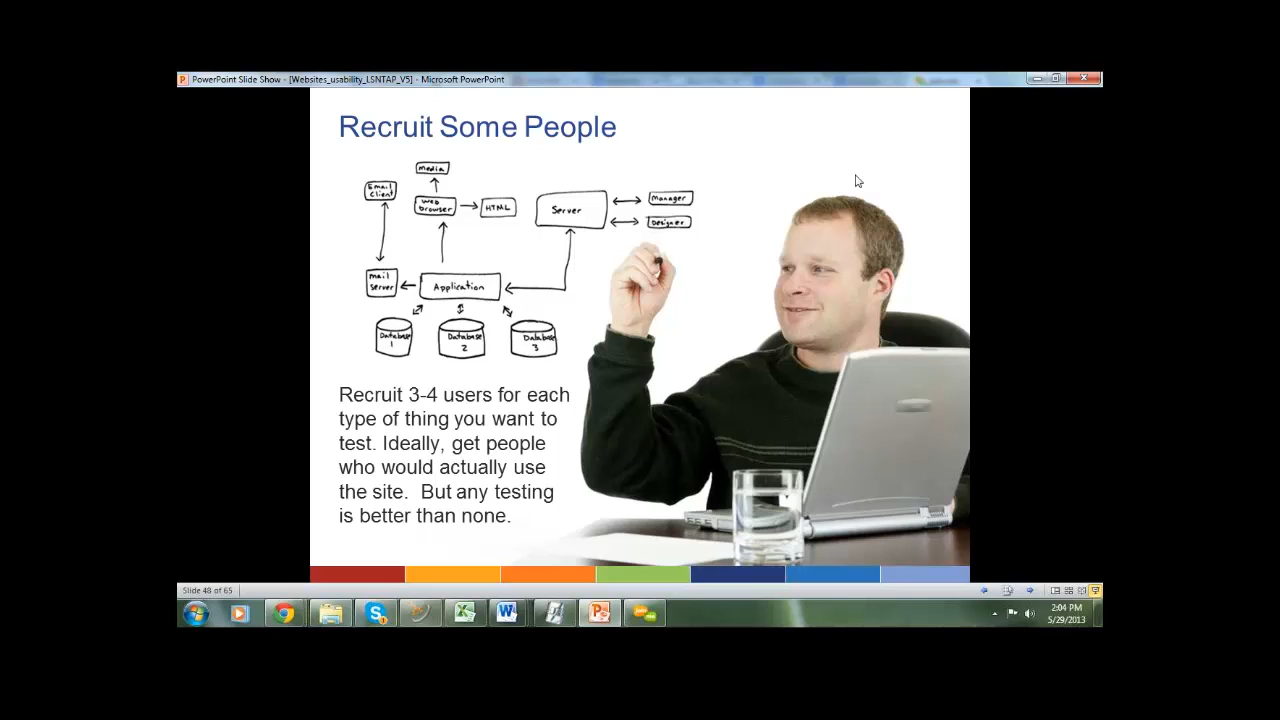 PowerPoint Slide Show - [Websites_usability_LSNTAP_V5] - Microsoft PowerPoint
Recruit Some People
Media
Email
Client
Web
browser
HTML
Server
Manager
Designer
Mail
Server
Application
Database
1
Database
2
Database
3
Recruit 3-4 users for each
type of thing you want to
test. Ideally, get people
who would actually use
the site. But any testing
is better than none.
Slide 48 of 65
2:04 PM
5/29/2013